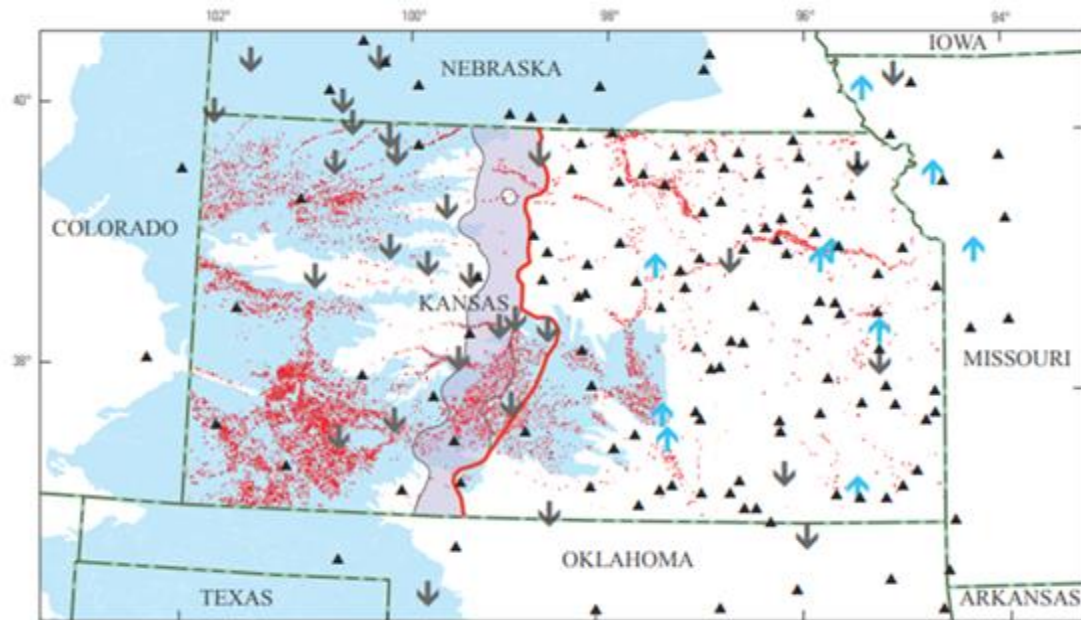 102° 100° 98° 96° 94°
IOWA
NEBRASKA
40°
COLORADO
KANSAS
38°
MISSOURI
OKLAHOMA
TEXAS
ARKANSAS